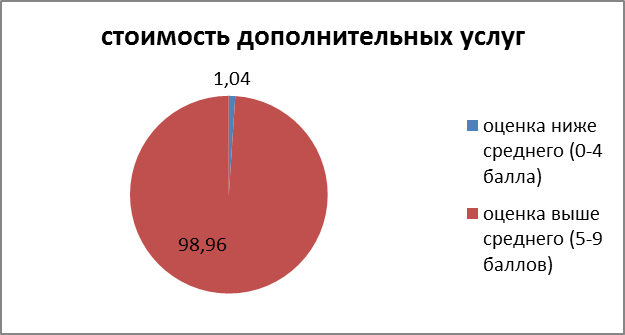 стоимость дополнительных услуг
1,04
98,96
оценка ниже
среднего (0-4
балла)
оценка выше
среднего (5-9
баллов)